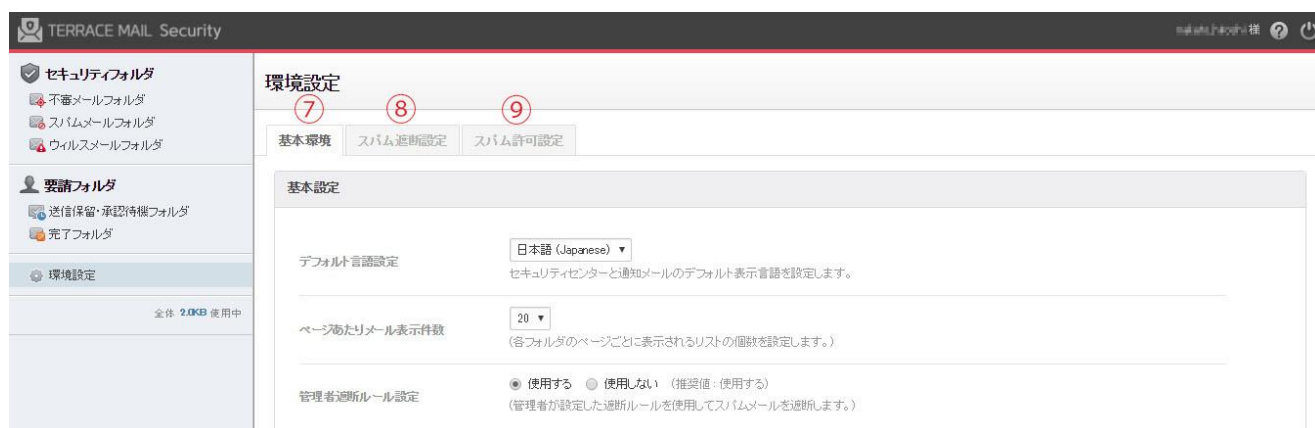 TERRACE MAIL Security
様
セキュリティフォルダ
不審メールフォルダ
スパムメールフォルダ
ウィルスメールフォルダ
要請フォルダ
送信保留・承認待機フォルダ
完了フォルダ
環境設定
全体 2.0KB 使用中
環境設定
⑦ ⑧ ⑨
基本環境 スパム遮断設定 スパム許可設定
基本設定
デフォルト言語設定
日本語 (Japanese)
セキュリティセンターと通知メールのデフォルト表示言語を設定します。
ページあたりメール表示件数
20
(各フォルダのページごとに表示されるリストの個数を設定します。)
管理者遮断ルール設定
使用する 使用しない (推奨値 : 使用する)
(管理者が設定した遮断ルールを使用してスパムメールを遮断します。)